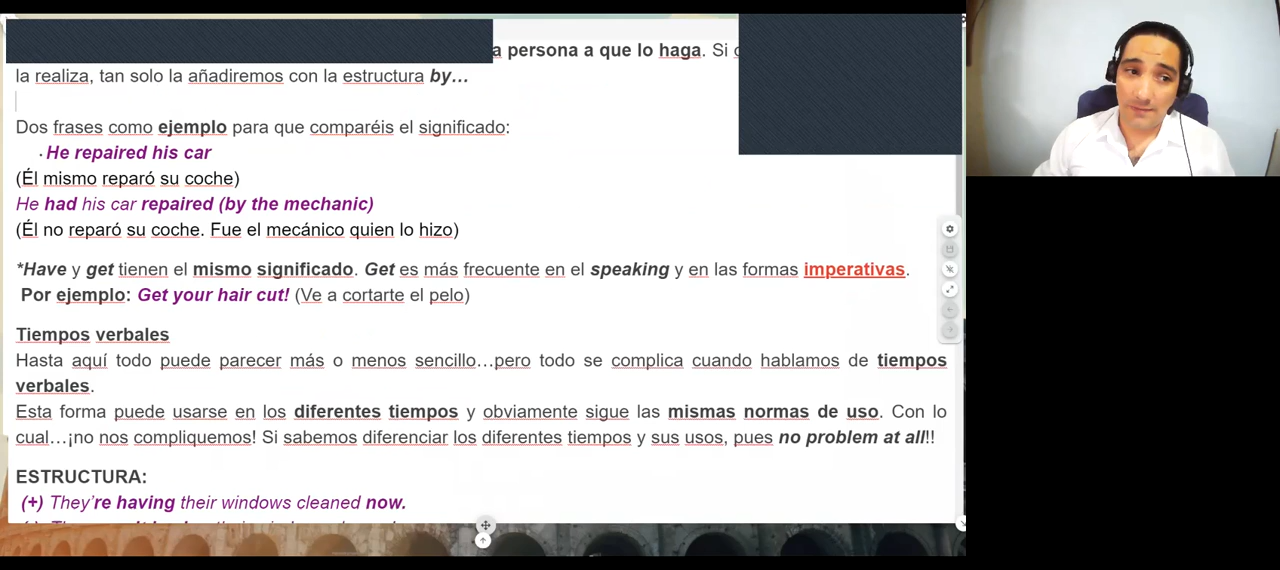 a persona a que lo haga. Si
la realiza, tan solo la añadiremos con la estructura by…
Dos frases como ejemplo para que comparéis el significado:
· He repaired his car
(Él mismo reparó su coche)
He had his car repaired (by the mechanic)
(Él no reparó su coche. Fue el mecánico quien lo hizo)
*Have y get tienen el mismo significado. Get es más frecuente en el speaking y en las formas imperativas.
Por ejemplo: Get your hair cut! (Ve a cortarte el pelo)
Tiempos verbales
Hasta aquí todo puede parecer más o menos sencillo…pero todo se complica cuando hablamos de tiempos
verbales.
Esta forma puede usarse en los diferentes tiempos y obviamente sigue las mismas normas de uso. Con lo
cual…¡no nos compliquemos! Si sabemos diferenciar los diferentes tiempos y sus usos, pues no problem at all!!
ESTRUCTURA:
(+) They're having their windows cleaned now.